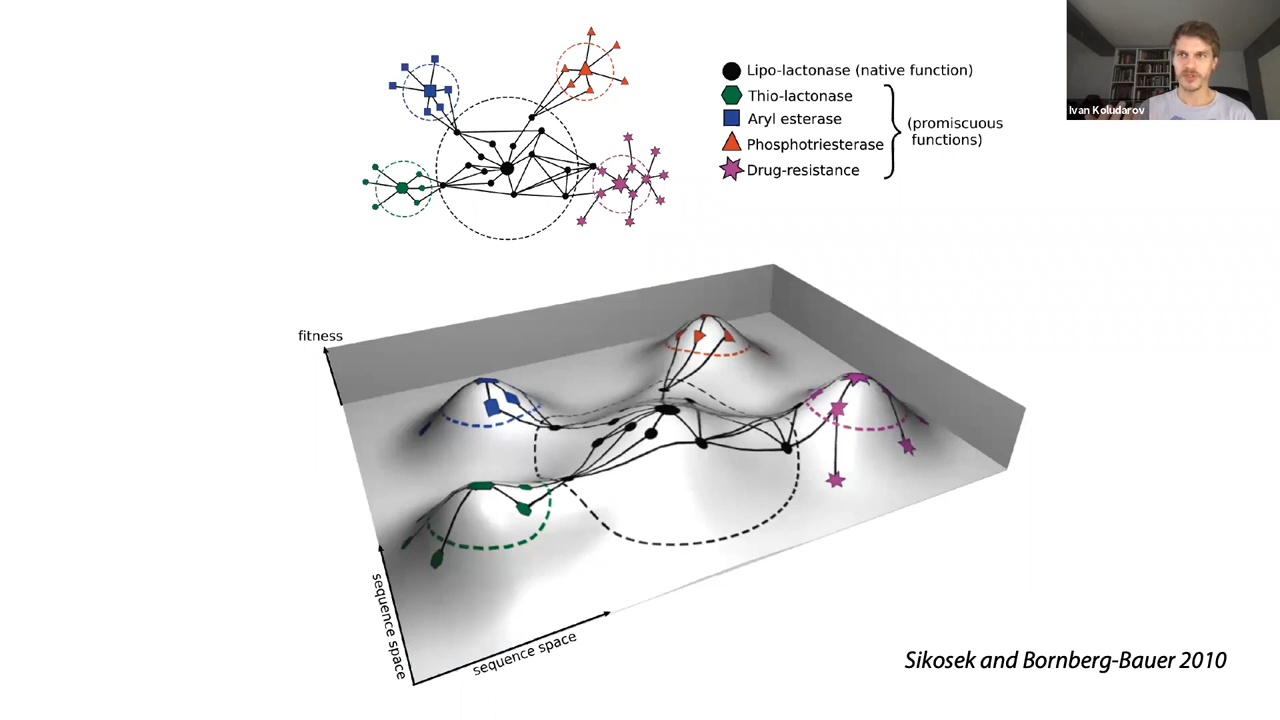 Lipo-lactonase (native function)
Thio-lactonase
Aryl esterase
Phosphotriesterase
Drug-resistance
(promiscuous
functions)
Ivan Koludarov
fitness
sequence space
sequence space
Sikosek and Bornberg-Bauer 2010